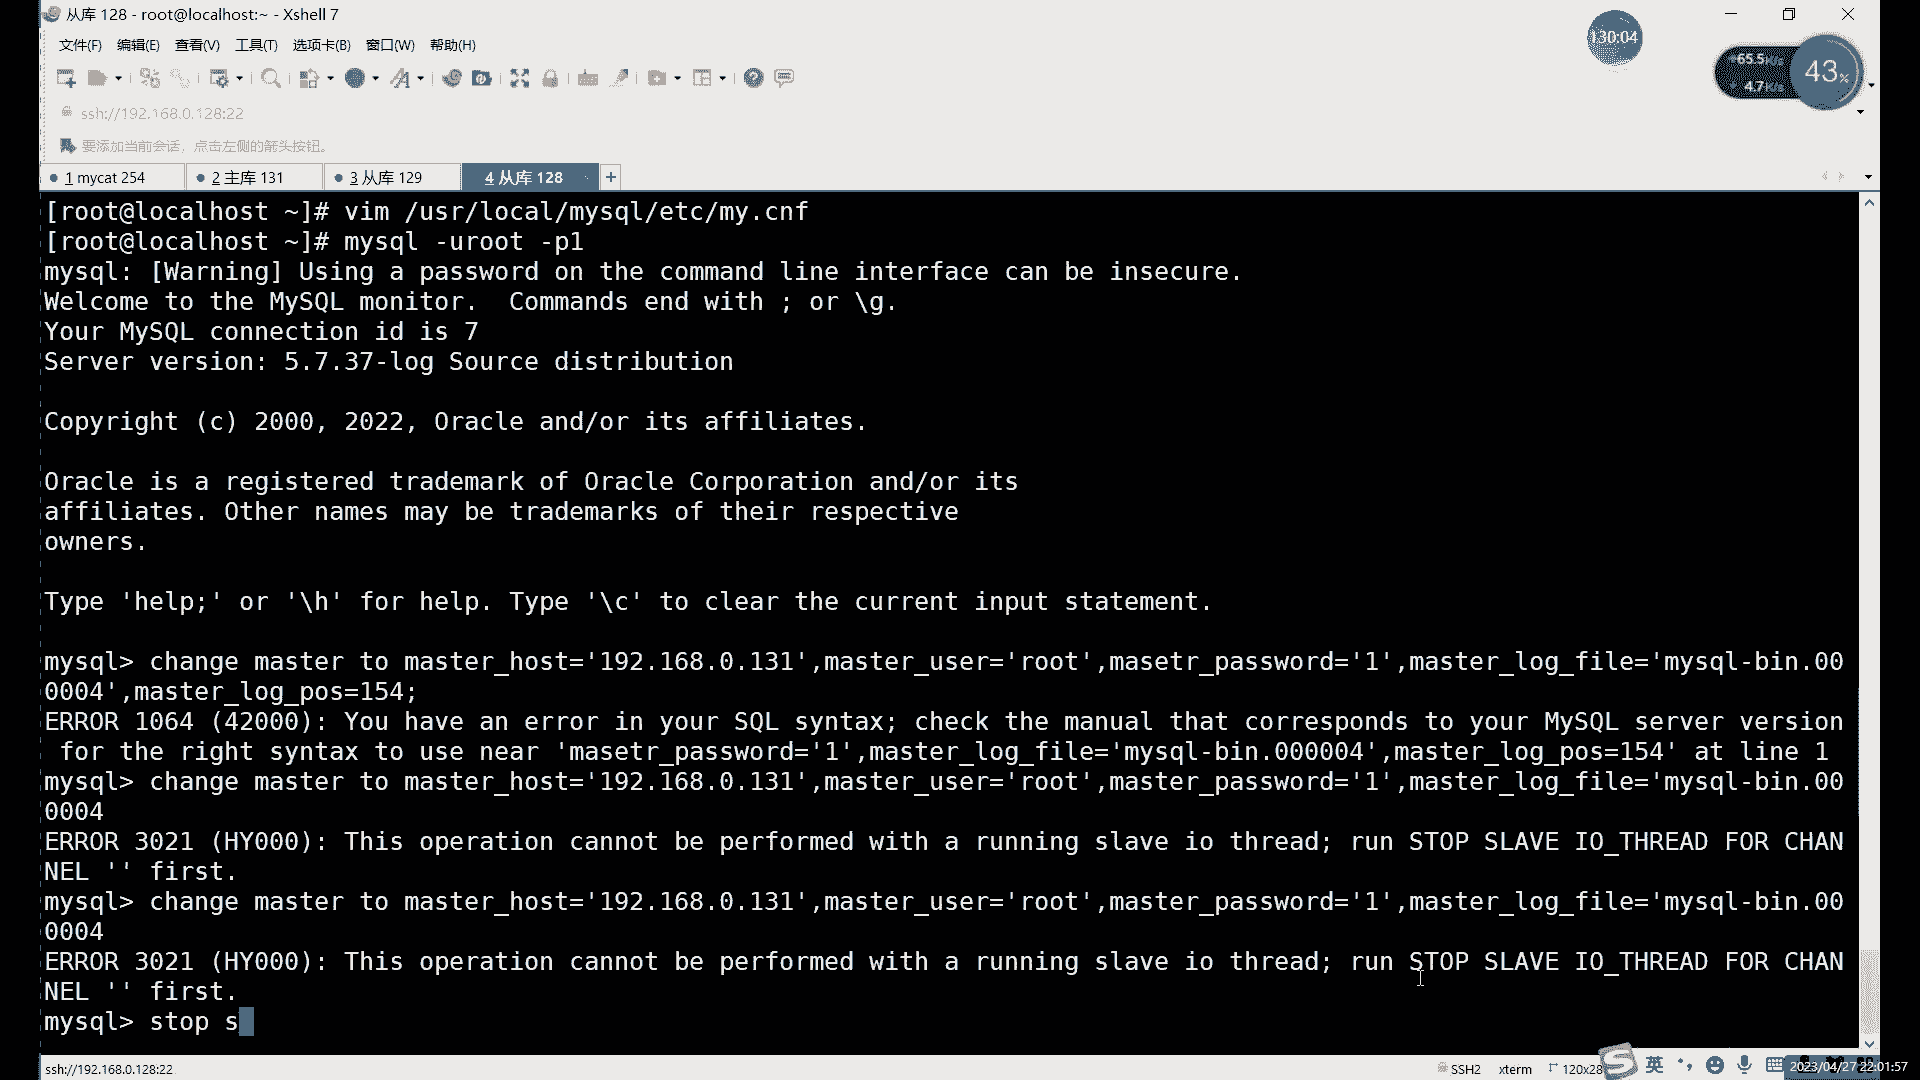 从库 128 - root@localhost:~ - Xshell 7
130:04
文件(F) 编辑(E) 查看(V) 工具(T) 选项卡(B) 窗口(W) 帮助(H)
65.5K/s
4.7K/s
43%
ssh://192.168.0.128:22
要添加当前会话，点击左侧的箭头按钮。
1 mycat 254
2 主库 131
3 从库 129
4 从库 128
[root@localhost ~]# vim /usr/local/mysql/etc/my.cnf
[root@localhost ~]# mysql -uroot -p1
mysql: [Warning] Using a password on the command line interface can be insecure.
Welcome to the MySQL monitor.  Commands end with ; or \g.
Your MySQL connection id is 7
Server version: 5.7.37-log Source distribution
Copyright (c) 2000, 2022, Oracle and/or its affiliates.
Oracle is a registered trademark of Oracle Corporation and/or its
affiliates. Other names may be trademarks of their respective
owners.
Type 'help;' or '\h' for help. Type '\c' to clear the current input statement.
mysql> change master to master_host='192.168.0.131',master_user='root',masetr_password='1',master_log_file='mysql-bin.00
0004',master_log_pos=154;
ERROR 1064 (42000): You have an error in your SQL syntax; check the manual that corresponds to your MySQL server version
 for the right syntax to use near 'masetr_password='1',master_log_file='mysql-bin.000004',master_log_pos=154' at line 1
mysql> change master to master_host='192.168.0.131',master_user='root',master_password='1',master_log_file='mysql-bin.00
0004
ERROR 3021 (HY000): This operation cannot be performed with a running slave io thread; run STOP SLAVE IO_THREAD FOR CHAN
NEL '' first.
mysql> change master to master_host='192.168.0.131',master_user='root',master_password='1',master_log_file='mysql-bin.00
0004
ERROR 3021 (HY000): This operation cannot be performed with a running slave io thread; run STOP SLAVE IO_THREAD FOR CHAN
NEL '' first.
mysql> stop s
ssh://192.168.0.128:22
SSH2
xterm
120x28
英
2023/04/27 22:01:57